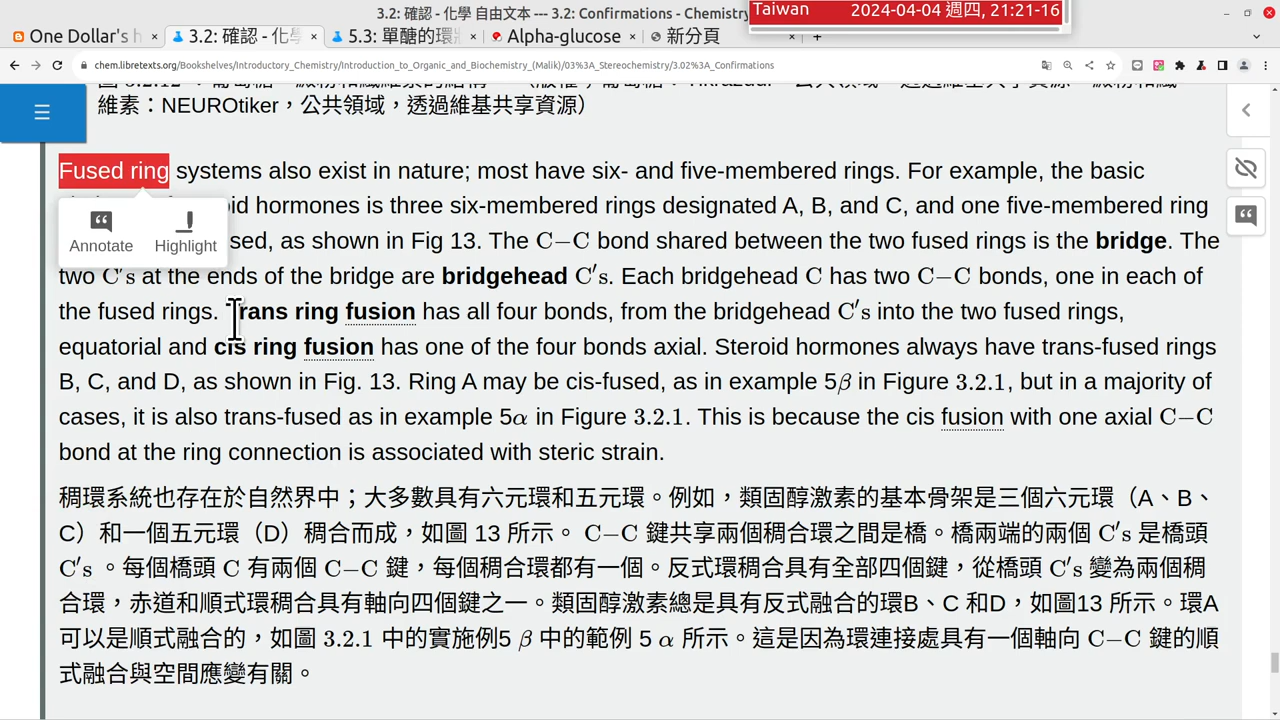 3.2: 確認 - 化學 自由文本 --- 3.2: Confirmations - Chemistry
Taiwan 2024-04-04 週四, 21:21-16
One Dollar's h
3.2: 確認 - 化學
5.3: 單醣的環
Alpha-glucose
新分頁
chem.libretexts.org/Bookshelves/Introductory_Chemistry/Introduction_to_Organic_and_Biochemistry_(Malik)/03%3A_Stereochemistry/3.02%3A_Confirmations
維素：NEUROtiker，公共領域，透過維基共享資源）
Fused ring systems also exist in nature; most have six- and five-membered rings. For example, the basic
hormones is three six-membered rings designated A, B, and C, and one five-membered ring
Annotate
Highlight
as shown in Fig 13. The C−C bond shared between the two fused rings is the bridge. The
two C′s at the ends of the bridge are bridgehead C′s. Each bridgehead C has two C−C bonds, one in each of
the fused rings. Trans ring fusion has all four bonds, from the bridgehead C′s into the two fused rings,
equatorial and cis ring fusion has one of the four bonds axial. Steroid hormones always have trans-fused rings
B, C, and D, as shown in Fig. 13. Ring A may be cis-fused, as in example 5β in Figure 3.2.1, but in a majority of
cases, it is also trans-fused as in example 5α in Figure 3.2.1. This is because the cis fusion with one axial C−C
bond at the ring connection is associated with steric strain.
稠環系統也存在於自然界中；大多數具有六元環和五元環。例如，類固醇激素的基本骨架是三個六元環（A、B、
C）和一個五元環（D）稠合而成，如圖 13 所示。 C−C 鍵共享兩個稠合環之間是橋。橋兩端的兩個 C′s 是橋頭
C′s 。每個橋頭 C 有兩個 C−C 鍵，每個稠合環都有一個。反式環稠合具有全部四個鍵，從橋頭 C′s 變為兩個稠
合環，赤道和順式環稠合具有軸向四個鍵之一。類固醇激素總是具有反式融合的環B、C 和D，如圖13 所示。環A
可以是順式融合的，如圖 3.2.1 中的實施例5 β 中的範例 5 α 所示。這是因為環連接處具有一個軸向 C−C 鍵的順
式融合與空間應變有關。